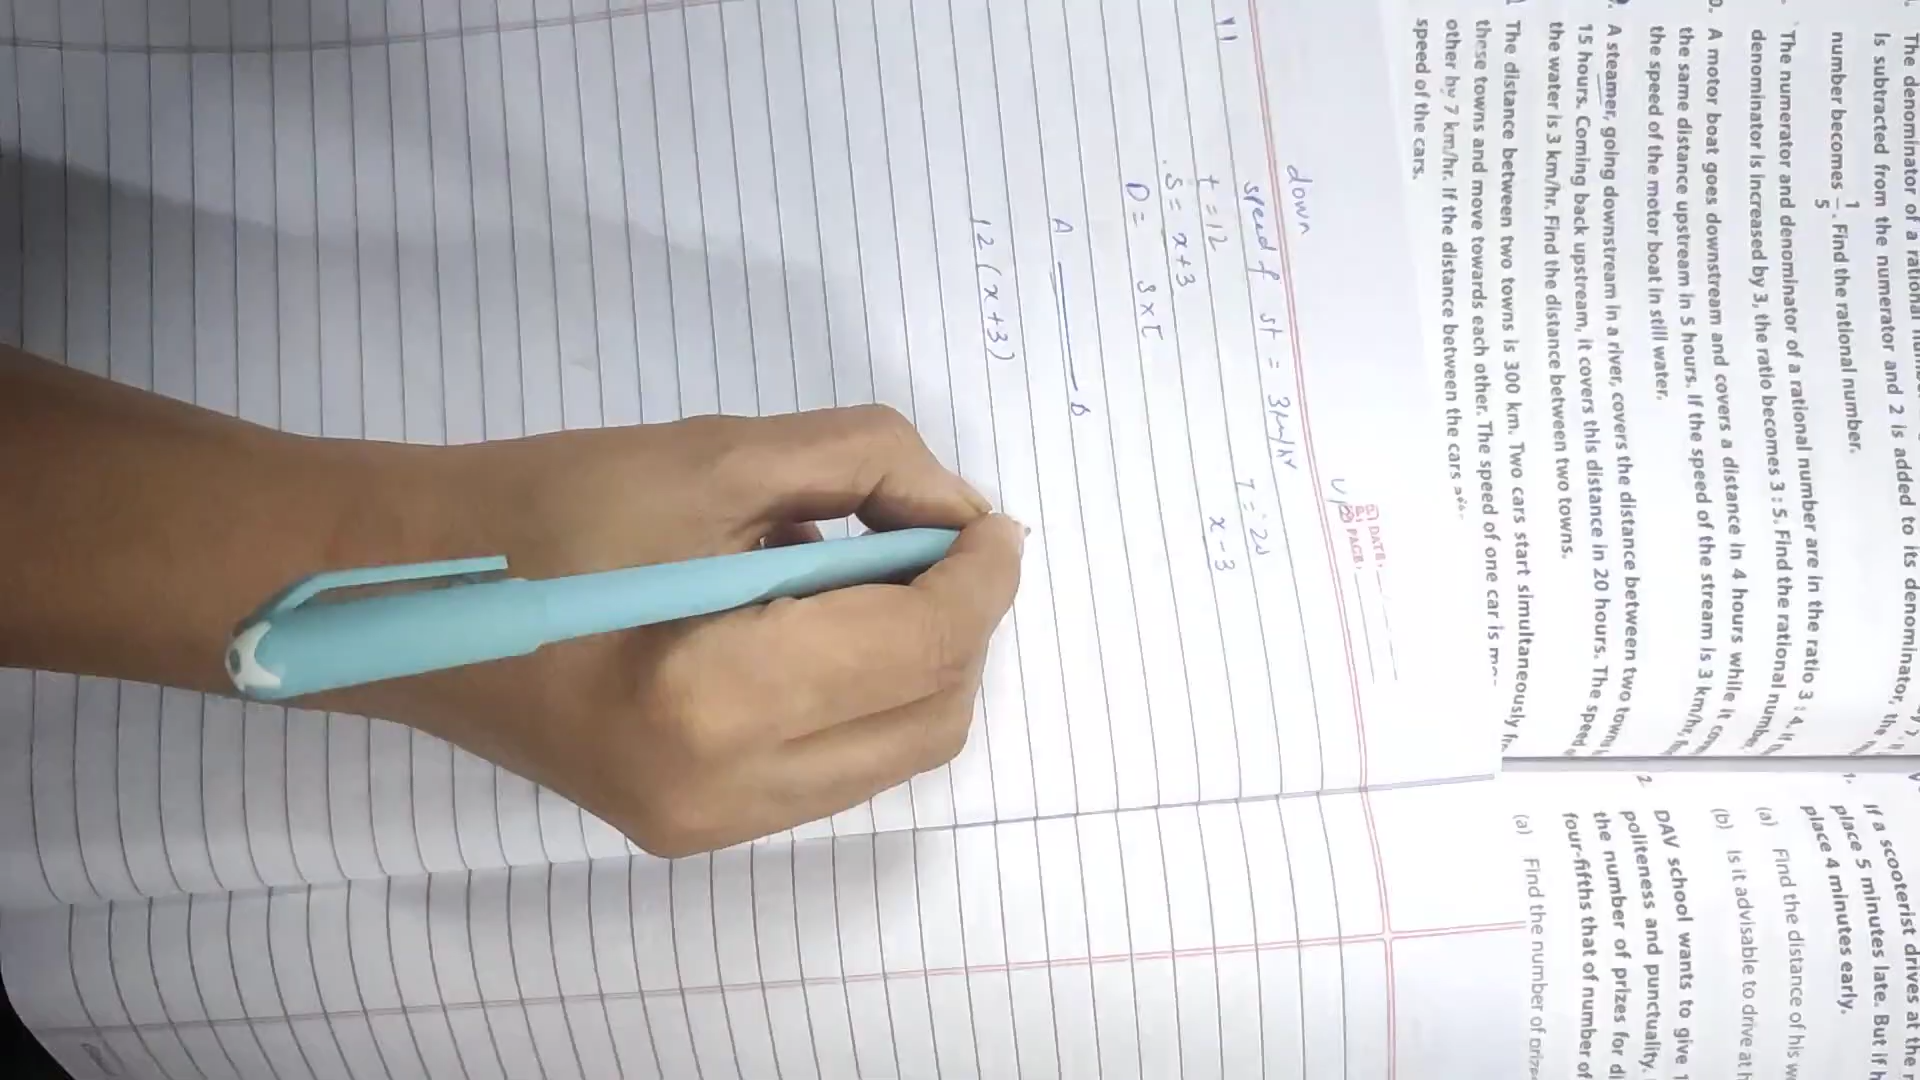 The denominator of a rational
is subtracted from the numerator and 2 is added to its denominator, the
number becomes 1/5. Find the rational number.
The numerator and denominator of a rational number are in the ratio 3 : 4. If
denominator is increased by 3, the ratio becomes 3 : 5. Find the rational number
A motor boat goes downstream and covers a distance in 4 hours while it
the same distance upstream in 5 hours. If the speed of the stream is 3 km/hr,
the speed of the motor boat in still water.
A steamer, going downstream in a river, covers the distance between two towns
15 hours. Coming back upstream, it covers this distance in 20 hours. The speed
the water is 3 km/hr. Find the distance between two towns.
The distance between two towns is 300 km. Two cars start simultaneously
these towns and move towards each other. The speed of one car is
other by 7 km/hr. If the distance between the cars
speed of the cars.
If a scooterist drives at the
place 5 minutes late. But if h
place 4 minutes early.
(a) Find the distance of his w
(b) Is it advisable to drive at h
2 DAV school wants to give 1
politeness and punctuality.
the number of prizes for di
four-fifths that of number of
(a) Find the number of prize
DATE:
PAGE:
down
up
11 speed of st = 3km/hr T = 20
t = 12 x-3
S = x+3
D = S×t
A B
12(x+3)